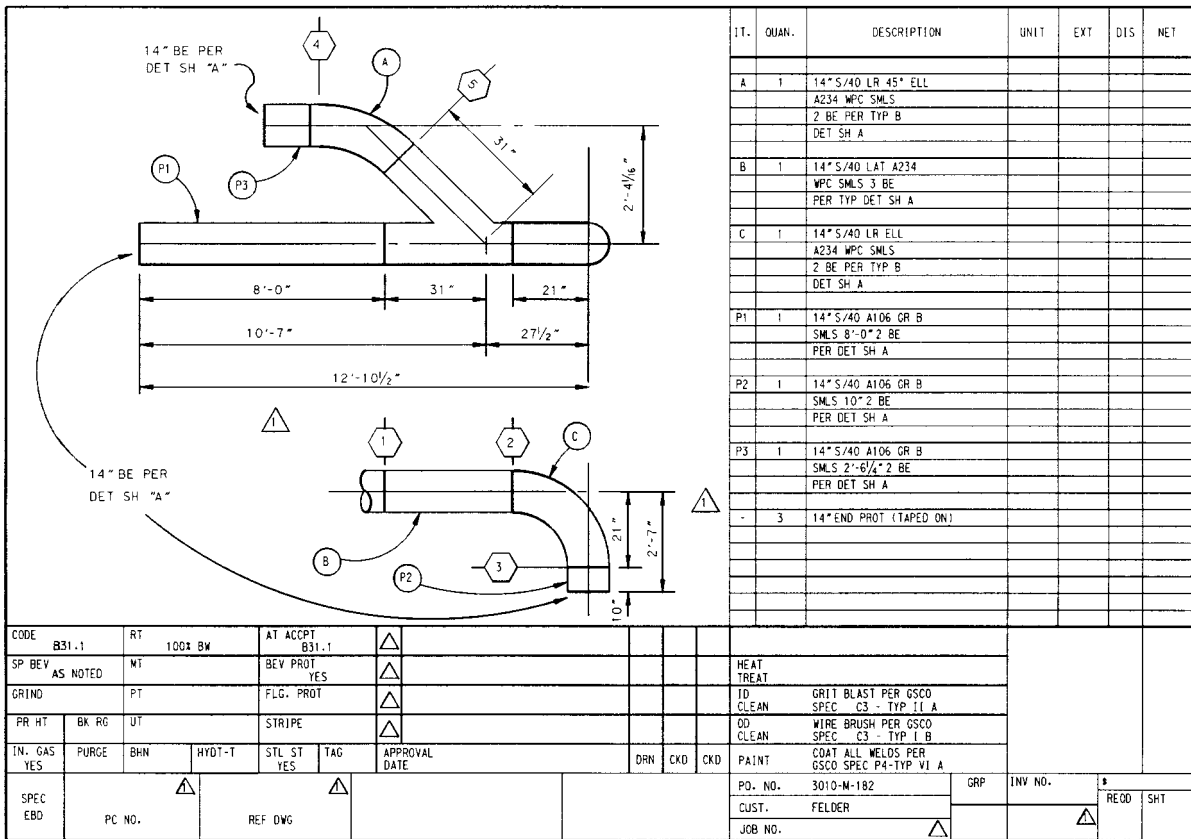 14" BE PER
DET SH "A"
4
A
5
31"
2'-4 1/16"
P3
P1
8'-0"
31"
21"
10'-7"
27 1/2"
12'-10 1/2"
1
1
2
C
14" BE PER
DET SH "A"
1
21"
2'-7"
B
P2
3
10"
IT. QUAN. DESCRIPTION UNIT EXT DIS NET
A 1 14" S/40 LR 45° ELL
A234 WPC SMLS
2 BE PER TYP B
DET SH A
B 1 14" S/40 LAT A234
WPC SMLS 3 BE
PER TYP DET SH A
C 1 14" S/40 LR ELL
A234 WPC SMLS
2 BE PER TYP B
DET SH A
P1 1 14" S/40 A106 GR B
SMLS 8'-0" 2 BE
PER DET SH A
P2 1 14" S/40 A106 GR B
SMLS 10" 2 BE
PER DET SH A
P3 1 14" S/40 A106 GR B
SMLS 2'-6 1/4" 2 BE
PER DET SH A
- 3 14" END PROT (TAPED ON)
CODE B31.1 RT 100% BW AT ACCPT B31.1
SP BEV AS NOTED MT BEV PROT YES
GRIND PT FLG. PROT
PR HT BK RG UT STRIPE
IN. GAS YES PURGE BHN HYDT-T STL ST YES TAG APPROVAL DATE DRN CKD CKD
HEAT TREAT
ID CLEAN GRIT BLAST PER GSCO SPEC C3 - TYP II A
OD CLEAN WIRE BRUSH PER GSCO SPEC C3 - TYP I B
PAINT COAT ALL WELDS PER GSCO SPEC P4-TYP VI A
SPEC EBD PC NO. 1 REF DWG 1
PO. NO. 3010-M-182 GRP INV NO. 1
CUST. FELDER REQD SHT
JOB NO.